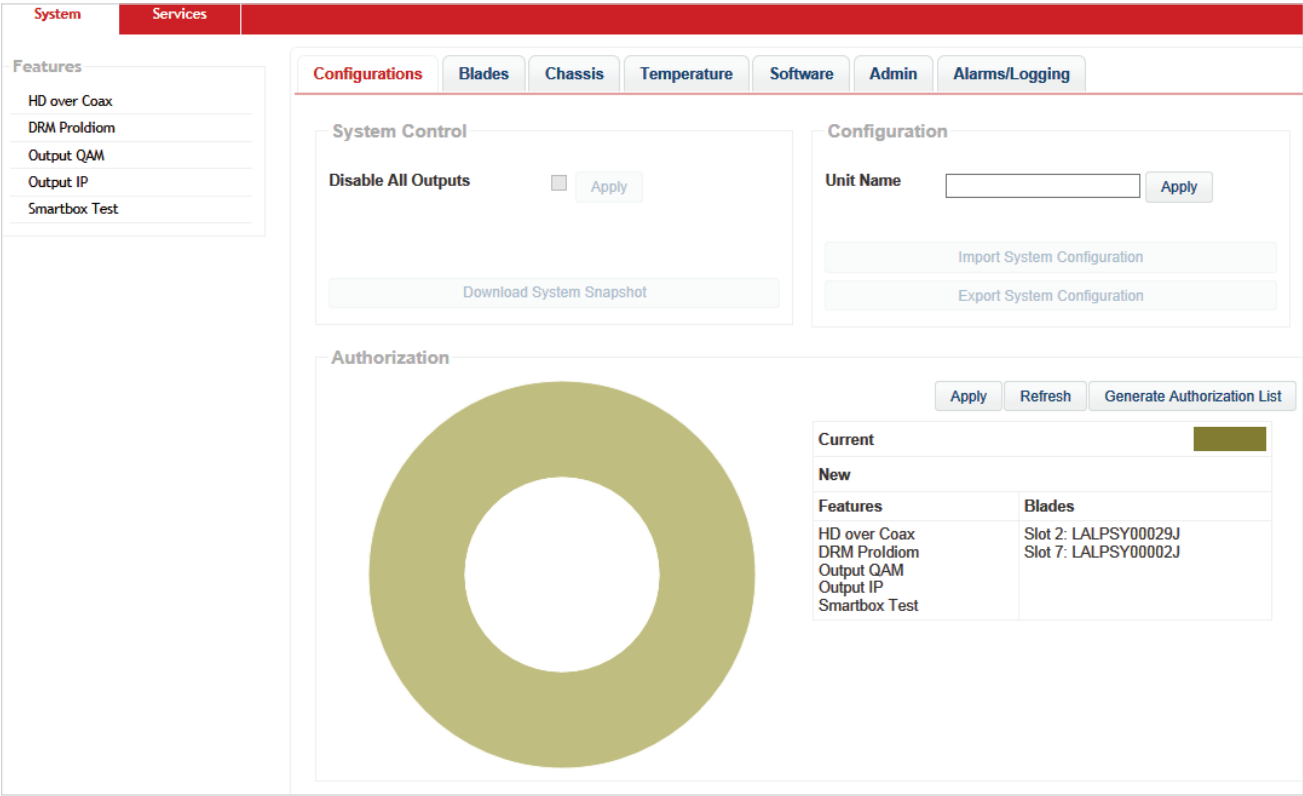 System
Services
Features
HD over Coax
DRM ProIdiom
Output QAM
Output IP
Smartbox Test
Configurations
Blades
Chassis
Temperature
Software
Admin
Alarms/Logging
System Control
Disable All Outputs
Apply
Download System Snapshot
Configuration
Unit Name
Apply
Import System Configuration
Export System Configuration
Authorization
Apply
Refresh
Generate Authorization List
Current
New
Features
Blades
HD over Coax
Slot 2: LALPSY00029J
DRM ProIdiom
Slot 7: LALPSY00002J
Output QAM
Output IP
Smartbox Test